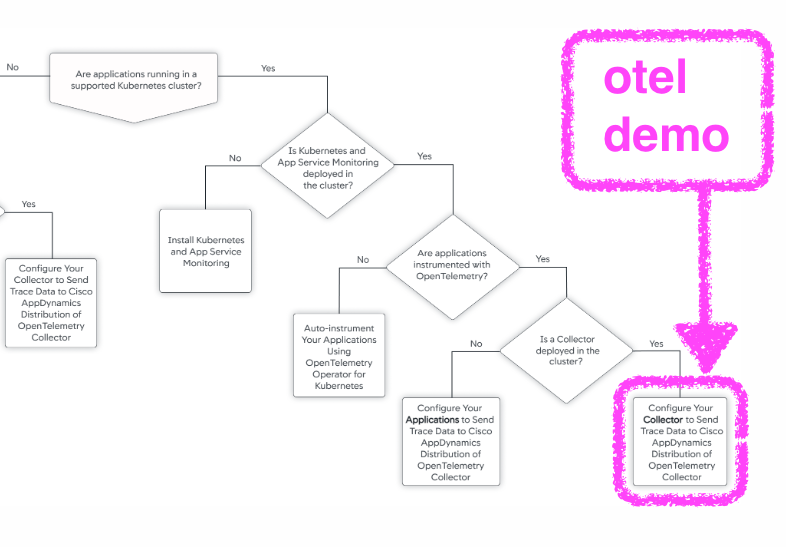 No
Are applications running in a
supported Kubernetes cluster?
Yes
otel
demo
Is Kubernetes and
App Service Monitoring
deployed in
the cluster?
No
Yes
Yes
Install Kubernetes
and App Service
Monitoring
Are applications
instrumented with
OpenTelemetry?
No
Yes
Configure Your
Collector to Send
Trace Data to Cisco
AppDynamics
Distribution of
OpenTelemetry
Collector
Auto-instrument
Your Applications
Using
OpenTelemetry
Operator for
Kubernetes
Is a Collector
deployed in the
cluster?
No
Yes
Configure Your
Applications to Send
Trace Data to Cisco
AppDynamics
Distribution of
OpenTelemetry
Collector
Configure Your
Collector to Send
Trace Data to Cisco
AppDynamics
Distribution of
OpenTelemetry
Collector